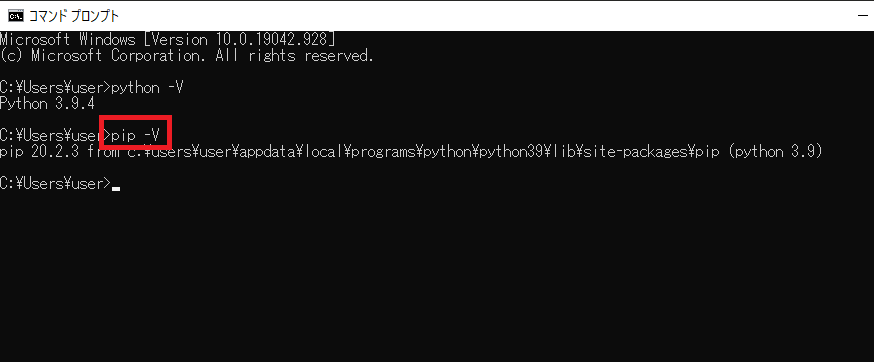 コマンド プロンプト
Microsoft Windows [Version 10.0.19042.928]
(c) Microsoft Corporation. All rights reserved.
C:¥Users¥user>python -V
Python 3.9.4
C:¥Users¥user>pip -V
pip 20.2.3 from c:¥users¥user¥appdata¥local¥programs¥python¥python39¥lib¥site-packages¥pip (python 3.9)
C:¥Users¥user>